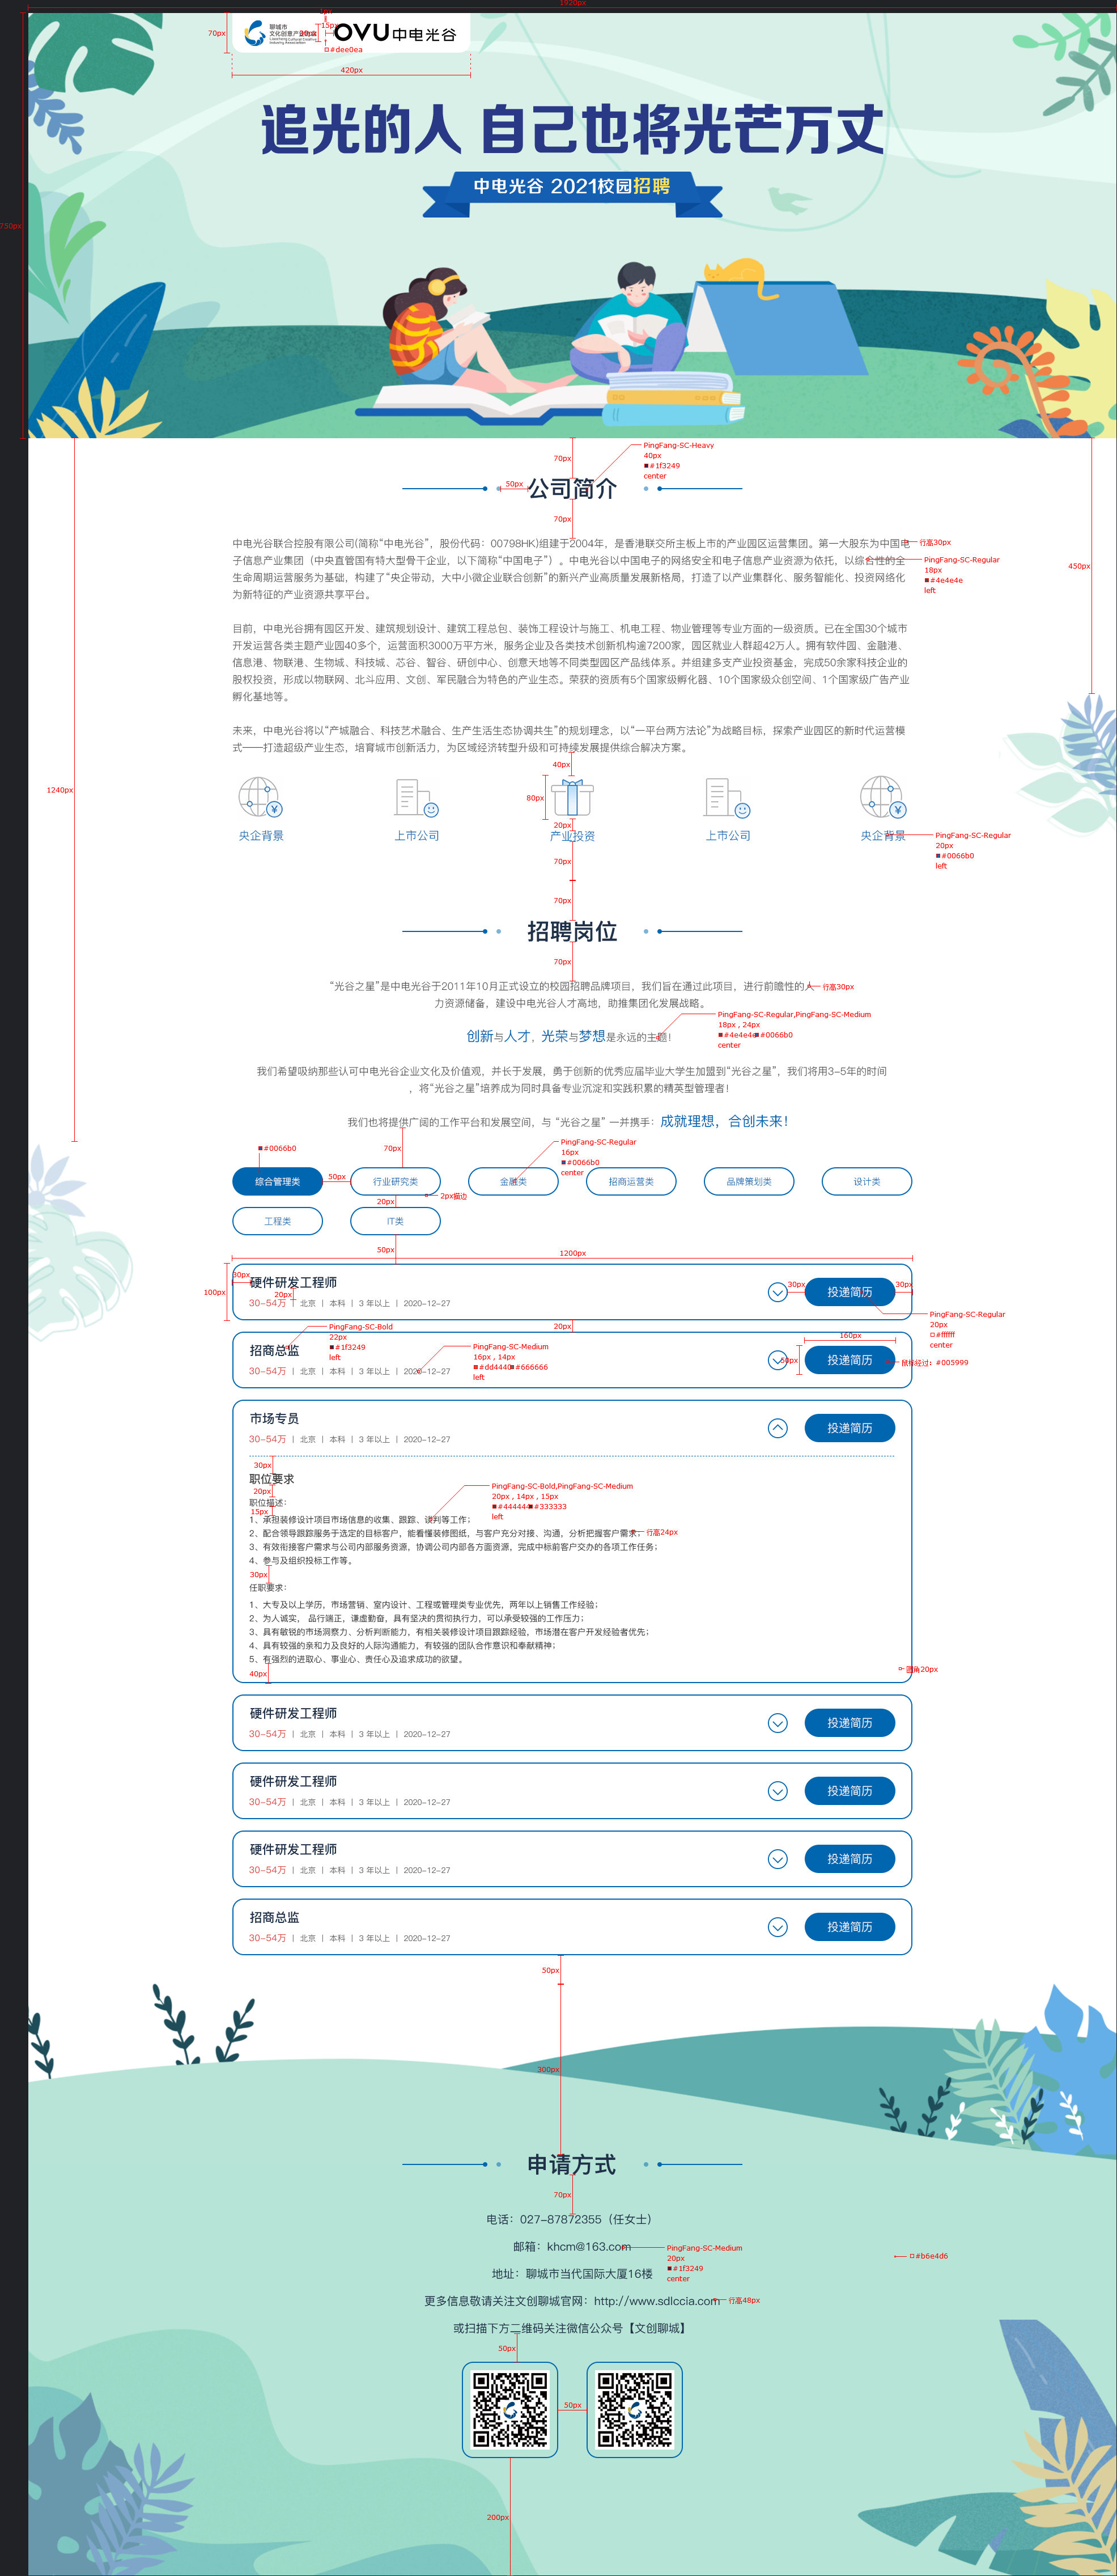 1920px
聊城市
文化创意产业
15px
OVU中电光谷
70px
#dee0ea
420px
追光的人 自己也将光芒万丈
中电光谷 2021校园招聘
750px
PingFang-SC-Heavy
70px
40px
#1f3249
center
50px
公司简介
70px
中电光谷联合控股有限公司(简称“中电光谷”，股份代码：00798HK)组建于2004年，是香港联交所主板上市的产业园区运营集团。第一大股东为中国电
行高30px
子信息产业集团（中央直管国有特大型骨干企业，以下简称“中国电子”）。中电光谷以中国电子的网络安全和电子信息产业资源为依托，以综合性的全
生命周期运营服务为基础，构建了“央企带动，大中小微企业联合创新”的新兴产业高质量发展新格局，打造了以产业集群化、服务智能化、投资网络化
为新特征的产业资源共享平台。
PingFang-SC-Regular
18px
#4e4e4e
left
450px
目前，中电光谷拥有园区开发、建筑规划设计、建筑工程总包、装饰工程设计与施工、机电工程、物业管理等专业方面的一级资质。已在全国30个城市
开发运营各类主题产业园40多个，运营面积3000万平方米，服务企业及各类技术创新机构逾7200家，园区就业人群超42万人。拥有软件园、金融港、
信息港、物联港、生物城、科技城、芯谷、智谷、研创中心、创意天地等不同类型园区产品线体系。并组建多支产业投资基金，完成50余家科技企业的
股权投资，形成以物联网、北斗应用、文创、军民融合为特色的产业生态。荣获的资质有5个国家级孵化器、10个国家级众创空间、1个国家级广告产业
孵化基地等。
未来，中电光谷将以“产城融合、科技艺术融合、生产生活生态协调共生”的规划理念，以“一平台两方法论”为战略目标，探索产业园区的新时代运营模
式——打造超级产业生态，培育城市创新活力，为区域经济转型升级和可持续发展提供综合解决方案。
40px
1240px
80px
20px
央企背景 上市公司 产业投资 上市公司 央企背景
PingFang-SC-Regular
20px
#0066b0
left
70px
70px
招聘岗位
70px
“光谷之星”是中电光谷于2011年10月正式设立的校园招聘品牌项目，我们旨在通过此项目，进行前瞻性的人
行高30px
力资源储备，建设中电光谷人才高地，助推集团化发展战略。
PingFang-SC-Regular,PingFang-SC-Medium
18px , 24px
#4e4e4e #0066b0
center
创新与人才，光荣与梦想是永远的主题！
我们希望吸纳那些认可中电光谷企业文化及价值观，并长于发展，勇于创新的优秀应届毕业大学生加盟到“光谷之星”，我们将用3-5年的时间
，将“光谷之星”培养成为同时具备专业沉淀和实践积累的精英型管理者！
我们也将提供广阔的工作平台和发展空间，与 “光谷之星” 一并携手：成就理想，合创未来！
#0066b0
70px
PingFang-SC-Regular
16px
#0066b0
center
综合管理类 50px 行业研究类 金融类 招商运营类 品牌策划类 设计类
20px
2px描边
工程类 IT类
50px
1200px
30px
硬件研发工程师
100px
20px
30-54万 | 北京 | 本科 | 3 年以上 | 2020-12-27
30px
投递简历
30px
PingFang-SC-Regular
20px
#ffffff
center
20px
PingFang-SC-Bold
22px
#1f3249
left
招商总监
30-54万 | 北京 | 本科 | 3 年以上 | 2020-12-27
PingFang-SC-Medium
16px , 14px
#dd4440 #666666
left
160px
50px
投递简历
鼠标经过：#005999
市场专员
30-54万 | 北京 | 本科 | 3 年以上 | 2020-12-27
投递简历
30px
职位要求
20px
职位描述：
15px
PingFang-SC-Bold,PingFang-SC-Medium
20px , 14px , 15px
#444444 #333333
left
1、承担装修设计项目市场信息的收集、跟踪、谈判等工作；
2、配合领导跟踪服务于选定的目标客户，能看懂装修图纸，与客户充分对接、沟通，分析把握客户需求；
行高24px
3、有效衔接客户需求与公司内部服务资源，协调公司内部各方面资源，完成中标前客户交办的各项工作任务；
4、参与及组织投标工作等。
30px
任职要求：
1、大专及以上学历，市场营销、室内设计、工程或管理类专业优先，两年以上销售工作经验；
2、为人诚实， 品行端正，谦虚勤奋，具有坚决的贯彻执行力，可以承受较强的工作压力；
3、具有敏锐的市场洞察力、分析判断能力，有相关装修设计项目跟踪经验，市场潜在客户开发经验者优先；
4、具有较强的亲和力及良好的人际沟通能力，有较强的团队合作意识和奉献精神；
5、有强烈的进取心、事业心、责任心及追求成功的欲望。
40px
圆角20px
硬件研发工程师
30-54万 | 北京 | 本科 | 3 年以上 | 2020-12-27
投递简历
硬件研发工程师
30-54万 | 北京 | 本科 | 3 年以上 | 2020-12-27
投递简历
硬件研发工程师
30-54万 | 北京 | 本科 | 3 年以上 | 2020-12-27
投递简历
招商总监
30-54万 | 北京 | 本科 | 3 年以上 | 2020-12-27
投递简历
50px
300px
申请方式
70px
电话：027-87872355（任女士）
邮箱：khcm@163.com
PingFang-SC-Medium
20px
#1f3249
center
#b6e4d6
地址：聊城市当代国际大厦16楼
更多信息敬请关注文创聊城官网：http://www.sdlccia.com
行高48px
或扫描下方二维码关注微信公众号【文创聊城】
50px
50px
200px